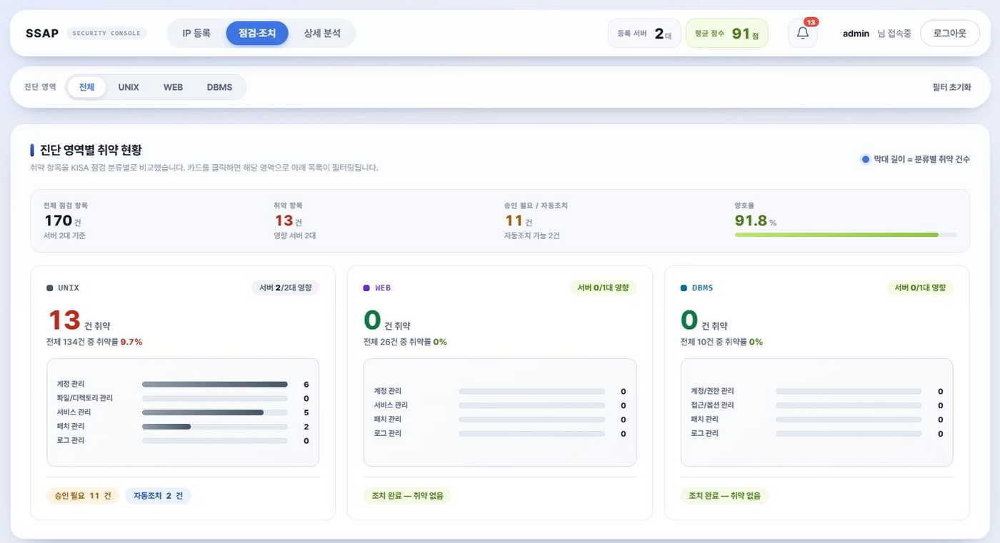 SSAP SECURITY CONSOLE IP 등록 점검·조치 상세 분석 등록 서버 2대 평균 점수 91점 13 admin 님 접속중 로그아웃
진단 영역 전체 UNIX WEB DBMS 필터 초기화
진단 영역별 취약 현황
취약 항목을 KISA 점검 분류별로 비교했습니다. 카드를 클릭하면 해당 영역으로 아래 목록이 필터링됩니다.
막대 길이 = 분류별 취약 건수
전체 점검 항목
170건
서버 2대 기준
취약 항목
13건
영향 서버 2대
승인 필요 / 자동조치
11건
자동조치 가능 2건
양호율
91.8%
UNIX 서버 2/2대 영향
13 건 취약
전체 134건 중 취약률 9.7%
계정 관리 6
파일/디렉토리 관리 0
서비스 관리 5
패치 관리 2
로그 관리 0
승인 필요 11 건 자동조치 2 건
WEB 서버 0/1대 영향
0 건 취약
전체 26건 중 취약률 0%
계정 관리 0
서비스 관리 0
패치 관리 0
로그 관리 0
조치 완료 — 취약 없음
DBMS 서버 0/1대 영향
0 건 취약
전체 10건 중 취약률 0%
계정/권한 관리 0
접근/옵션 관리 0
패치 관리 0
로그 관리 0
조치 완료 — 취약 없음